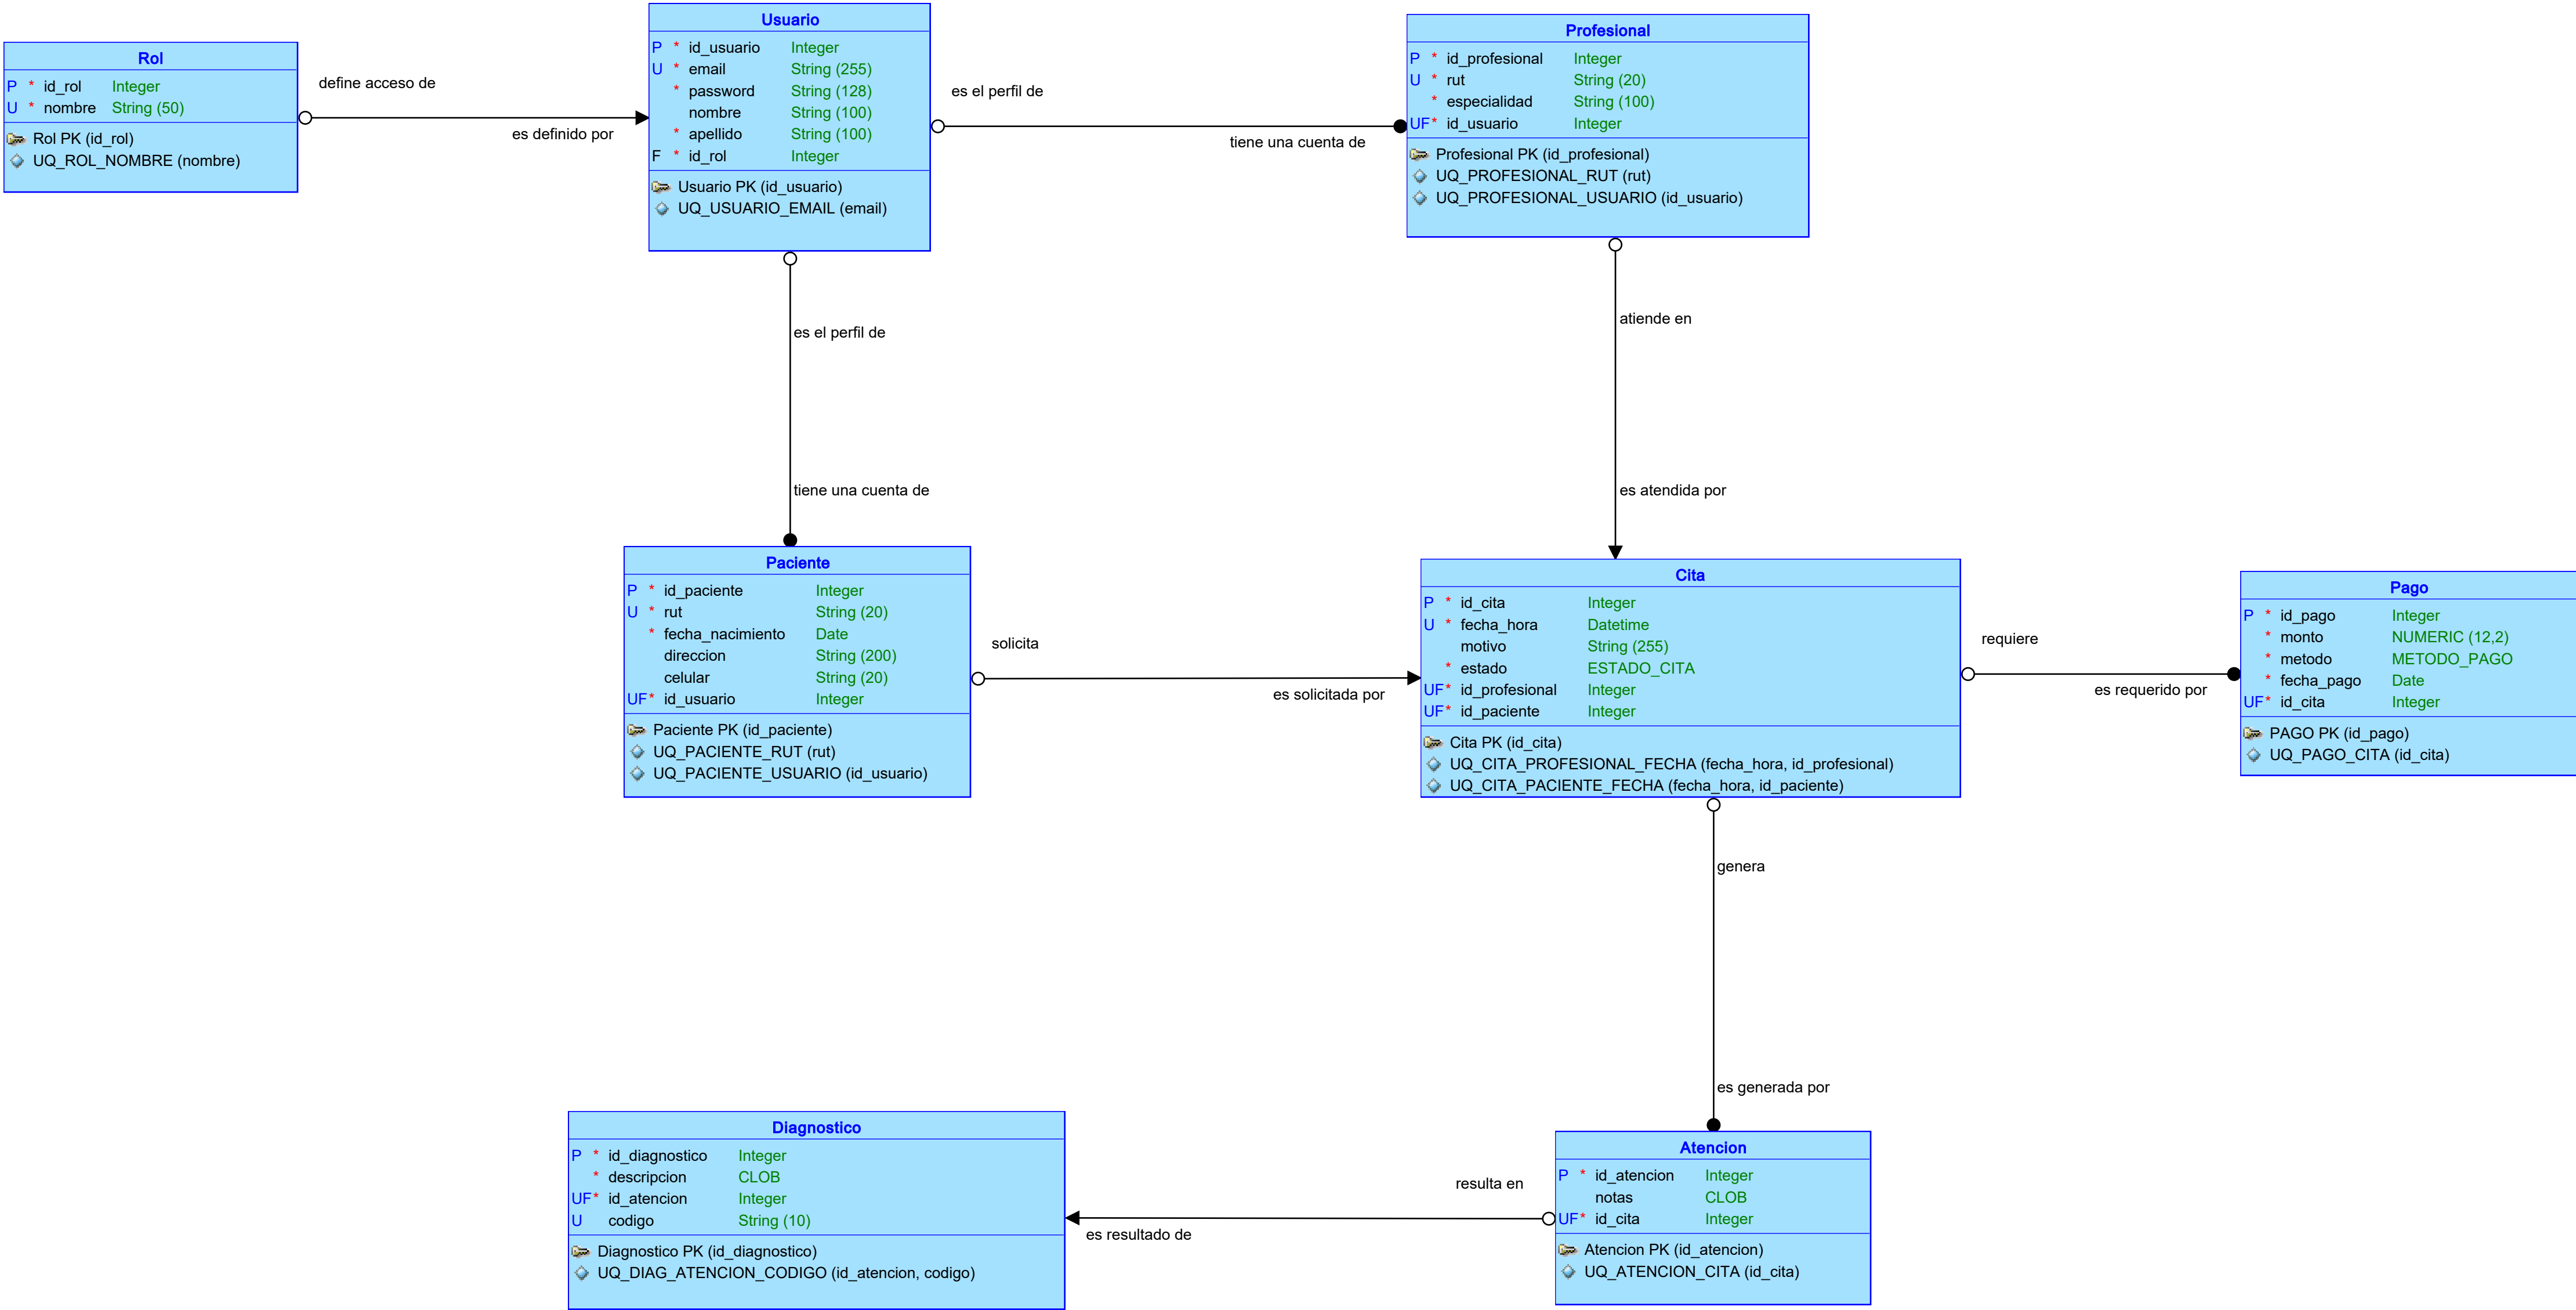 Rol
P * id_rol Integer
U * nombre String (50)
Rol PK (id_rol)
UQ_ROL_NOMBRE (nombre)
define acceso de
es definido por
Usuario
P * id_usuario Integer
U * email String (255)
* password String (128)
nombre String (100)
* apellido String (100)
F * id_rol Integer
Usuario PK (id_usuario)
UQ_USUARIO_EMAIL (email)
es el perfil de
tiene una cuenta de
Profesional
P * id_profesional Integer
U * rut String (20)
* especialidad String (100)
UF* id_usuario Integer
Profesional PK (id_profesional)
UQ_PROFESIONAL_RUT (rut)
UQ_PROFESIONAL_USUARIO (id_usuario)
es el perfil de
tiene una cuenta de
atiende en
es atendida por
Paciente
P * id_paciente Integer
U * rut String (20)
* fecha_nacimiento Date
direccion String (200)
celular String (20)
UF* id_usuario Integer
Paciente PK (id_paciente)
UQ_PACIENTE_RUT (rut)
UQ_PACIENTE_USUARIO (id_usuario)
solicita
es solicitada por
Cita
P * id_cita Integer
U * fecha_hora Datetime
motivo String (255)
* estado ESTADO_CITA
UF* id_profesional Integer
UF* id_paciente Integer
Cita PK (id_cita)
UQ_CITA_PROFESIONAL_FECHA (fecha_hora, id_profesional)
UQ_CITA_PACIENTE_FECHA (fecha_hora, id_paciente)
requiere
es requerido por
Pago
P * id_pago Integer
* monto NUMERIC (12,2)
* metodo METODO_PAGO
* fecha_pago Date
UF* id_cita Integer
PAGO PK (id_pago)
UQ_PAGO_CITA (id_cita)
genera
es generada por
Diagnostico
P * id_diagnostico Integer
* descripcion CLOB
UF* id_atencion Integer
U codigo String (10)
Diagnostico PK (id_diagnostico)
UQ_DIAG_ATENCION_CODIGO (id_atencion, codigo)
resulta en
es resultado de
Atencion
P * id_atencion Integer
notas CLOB
UF* id_cita Integer
Atencion PK (id_atencion)
UQ_ATENCION_CITA (id_cita)